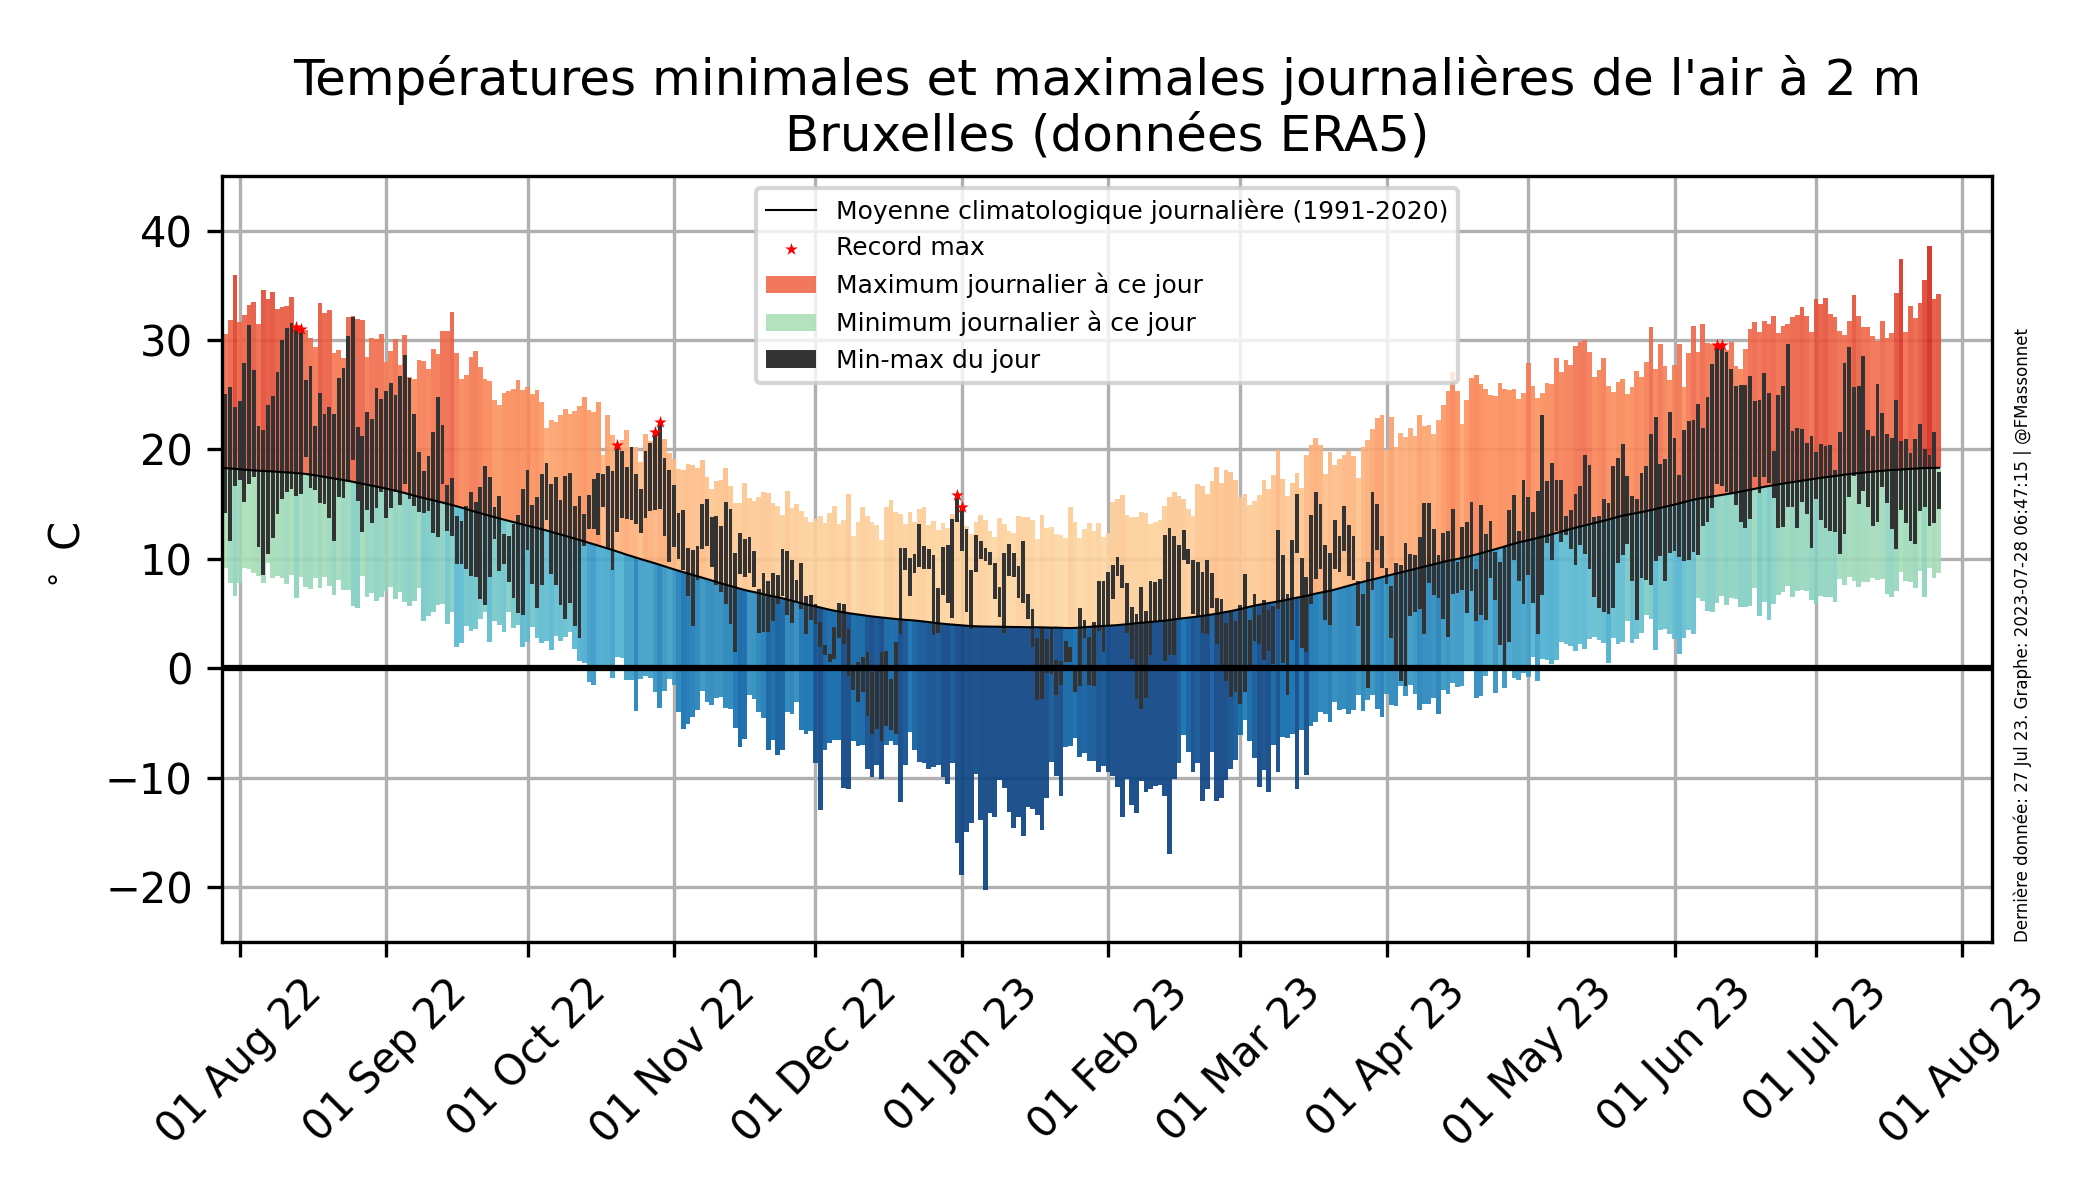 Températures minimales et maximales journalières de l'air à 2 m
Bruxelles (données ERA5)
Moyenne climatologique journalière (1991-2020)
Record max
Maximum journalier à ce jour
Minimum journalier à ce jour
Min-max du jour
° C
40
30
20
10
0
−10
−20
01 Aug 22
01 Sep 22
01 Oct 22
01 Nov 22
01 Dec 22
01 Jan 23
01 Feb 23
01 Mar 23
01 Apr 23
01 May 23
01 Jun 23
01 Jul 23
01 Aug 23
Dernière donnée: 27 Jul 23. Graphe: 2023-07-28 06:47:15 | @FMassonnet